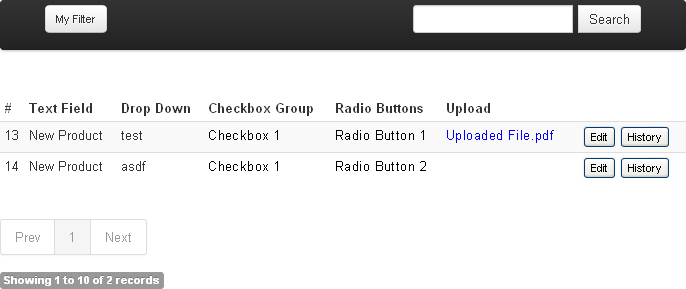 My Filter Search
# Text Field Drop Down Checkbox Group Radio Buttons Upload
13 New Product test Checkbox 1 Radio Button 1 Uploaded File.pdf Edit History
14 New Product asdf Checkbox 1 Radio Button 2 Edit History
Prev 1 Next
Showing 1 to 10 of 2 records